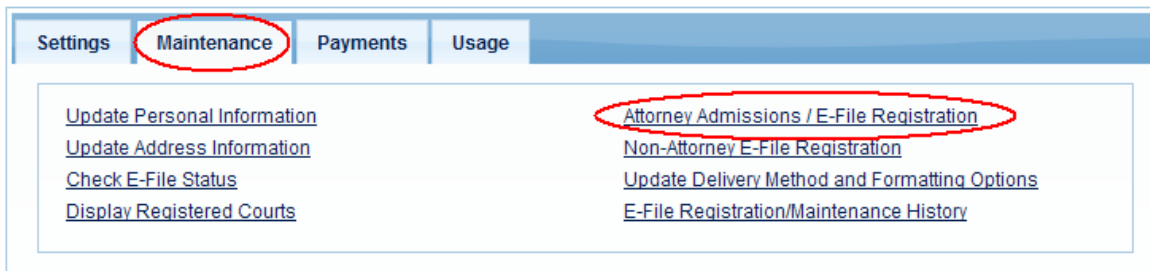 Settings Maintenance Payments Usage
Update Personal Information
Update Address Information
Check E-File Status
Display Registered Courts
Attorney Admissions / E-File Registration
Non-Attorney E-File Registration
Update Delivery Method and Formatting Options
E-File Registration/Maintenance History